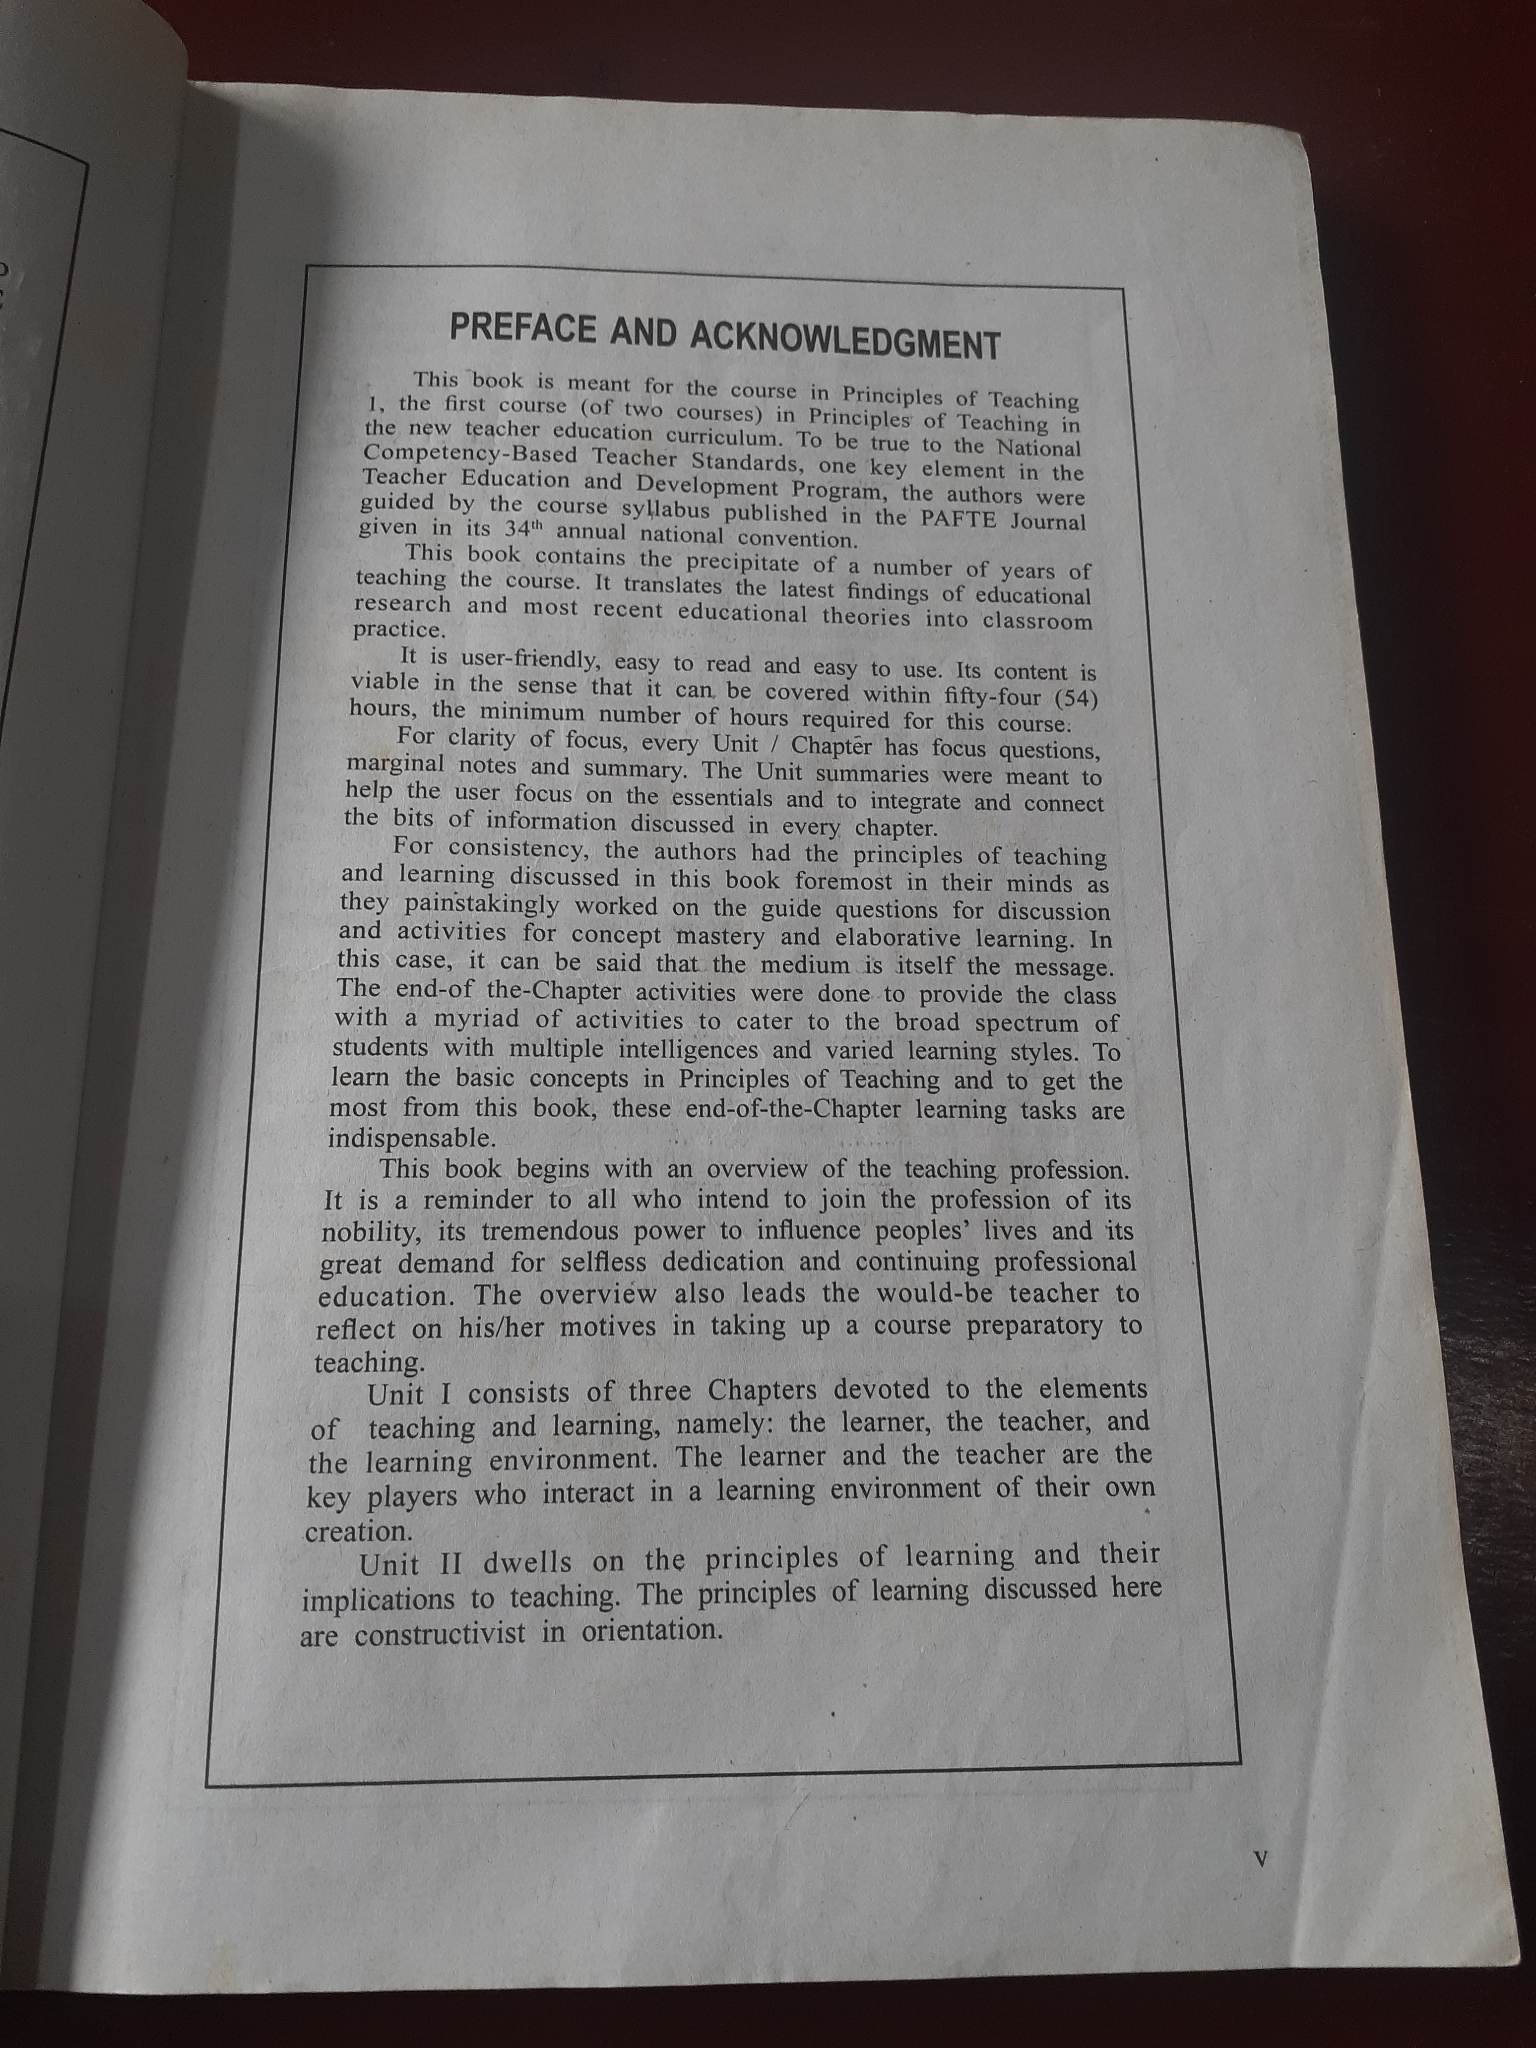 PREFACE AND ACKNOWLEDGMENT
This book is meant for the course in Principles of Teaching
1, the first course (of two courses) in Principles of Teaching in
the new teacher education curriculum. To be true to the National
Competency-Based Teacher Standards, one key element in the
Teacher Education and Development Program, the authors were
guided by the course syllabus published in the PAFTE Journal
given in its 34th annual national convention.
This book contains the precipitate of a number of years of
teaching the course. It translates the latest findings of educational
research and most recent educational theories into classroom
practice.
It is user-friendly, easy to read and easy to use. Its content is
viable in the sense that it can be covered within fifty-four (54)
hours, the minimum number of hours required for this course.
For clarity of focus, every Unit / Chapter has focus questions,
marginal notes and summary. The Unit summaries were meant to
help the user focus on the essentials and to integrate and connect
the bits of information discussed in every chapter.
For consistency, the authors had the principles of teaching
and learning discussed in this book foremost in their minds as
they painstakingly worked on the guide questions for discussion
and activities for concept mastery and elaborative learning. In
this case, it can be said that the medium is itself the message.
The end-of the-Chapter activities were done to provide the class
with a myriad of activities to cater to the broad spectrum of
students with multiple intelligences and varied learning styles. To
learn the basic concepts in Principles of Teaching and to get the
most from this book, these end-of-the-Chapter learning tasks are
indispensable.
This book begins with an overview of the teaching profession.
It is a reminder to all who intend to join the profession of its
nobility, its tremendous power to influence peoples’ lives and its
great demand for selfless dedication and continuing professional
education. The overview also leads the would-be teacher to
reflect on his/her motives in taking up a course preparatory to
teaching.
Unit I consists of three Chapters devoted to the elements
of teaching and learning, namely: the learner, the teacher, and
the learning environment. The learner and the teacher are the
key players who interact in a learning environment of their own
creation.
Unit II dwells on the principles of learning and their
implications to teaching. The principles of learning discussed here
are constructivist in orientation.
v